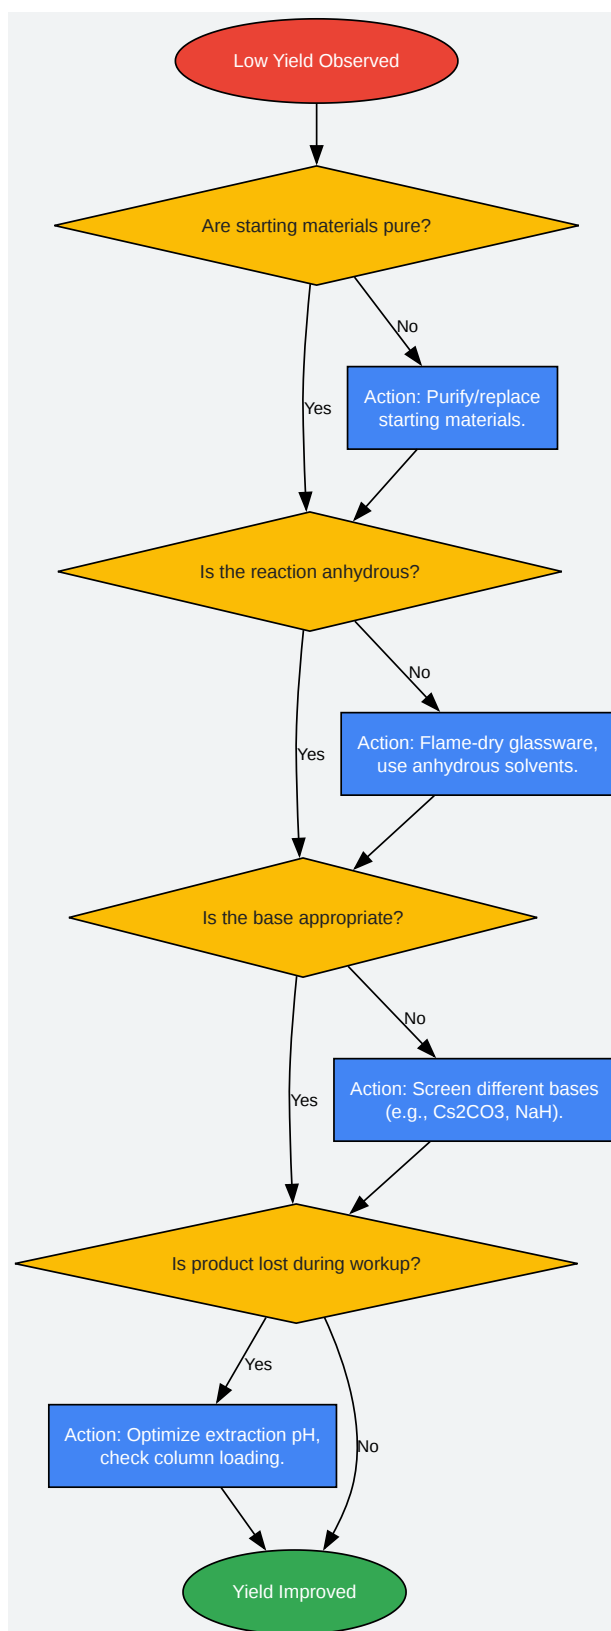 Low Yield Observed
Are starting materials pure?
No
Action: Purify/replace
starting materials.
Yes
Is the reaction anhydrous?
No
Action: Flame-dry glassware,
use anhydrous solvents.
Yes
Is the base appropriate?
No
Action: Screen different bases
(e.g., Cs2CO3, NaH).
Yes
Is product lost during workup?
Yes
Action: Optimize extraction pH,
check column loading.
No
Yield Improved